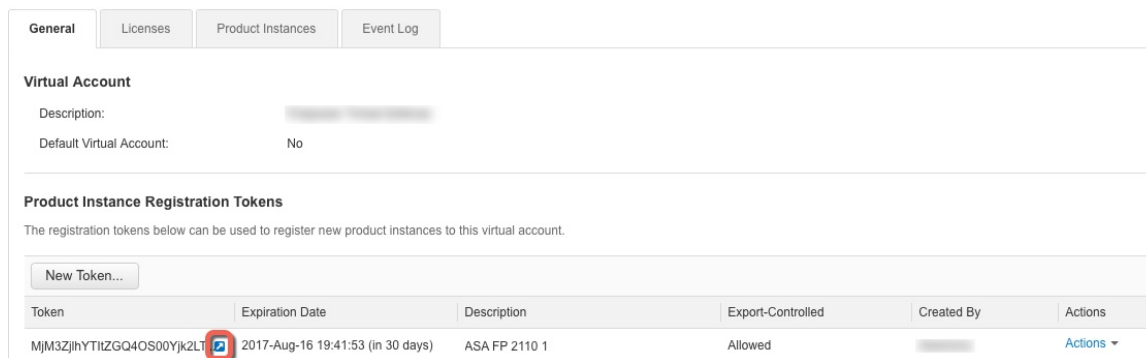 General Licenses Product Instances Event Log
Virtual Account
Description:
Default Virtual Account: No
Product Instance Registration Tokens
The registration tokens below can be used to register new product instances to this virtual account.
New Token...
Token Expiration Date Description Export-Controlled Created By Actions
MjM3ZjlhYTItZGQ4OS00Yjk2LT 2017-Aug-16 19:41:53 (in 30 days) ASA FP 2110 1 Allowed Actions